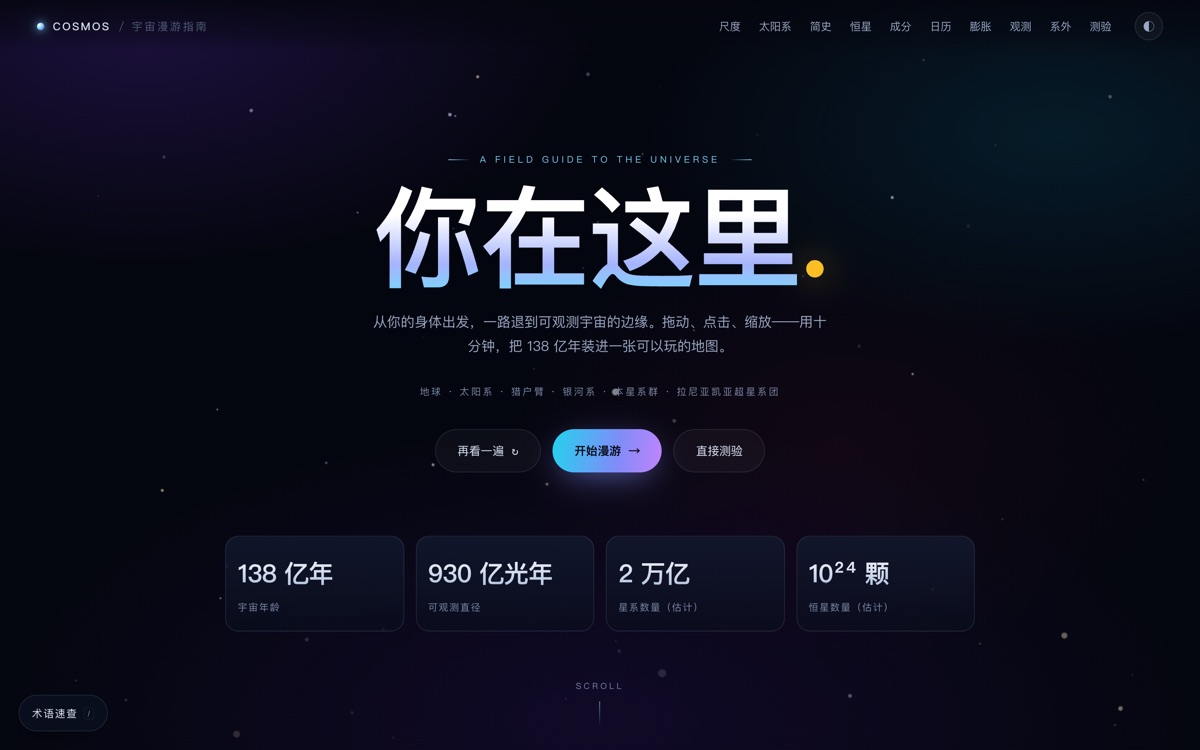 COSMOS / 宇宙漫游指南
尺度 太阳系 简史 恒星 成分 日历 膨胀 观测 系外 测验
A FIELD GUIDE TO THE UNIVERSE
你在这里.
从你的身体出发，一路退到可观测宇宙的边缘。拖动、点击、缩放——用十
分钟，把 138 亿年装进一张可以玩的地图。
地球 · 太阳系 · 猎户臂 · 银河系 · 本星系群 · 拉尼亚凯亚超星系团
再看一遍 ↻
开始漫游 →
直接测验
138 亿年
宇宙年龄
930 亿光年
可观测直径
2 万亿
星系数量（估计）
10²⁴ 颗
恒星数量（估计）
SCROLL
术语速查 /